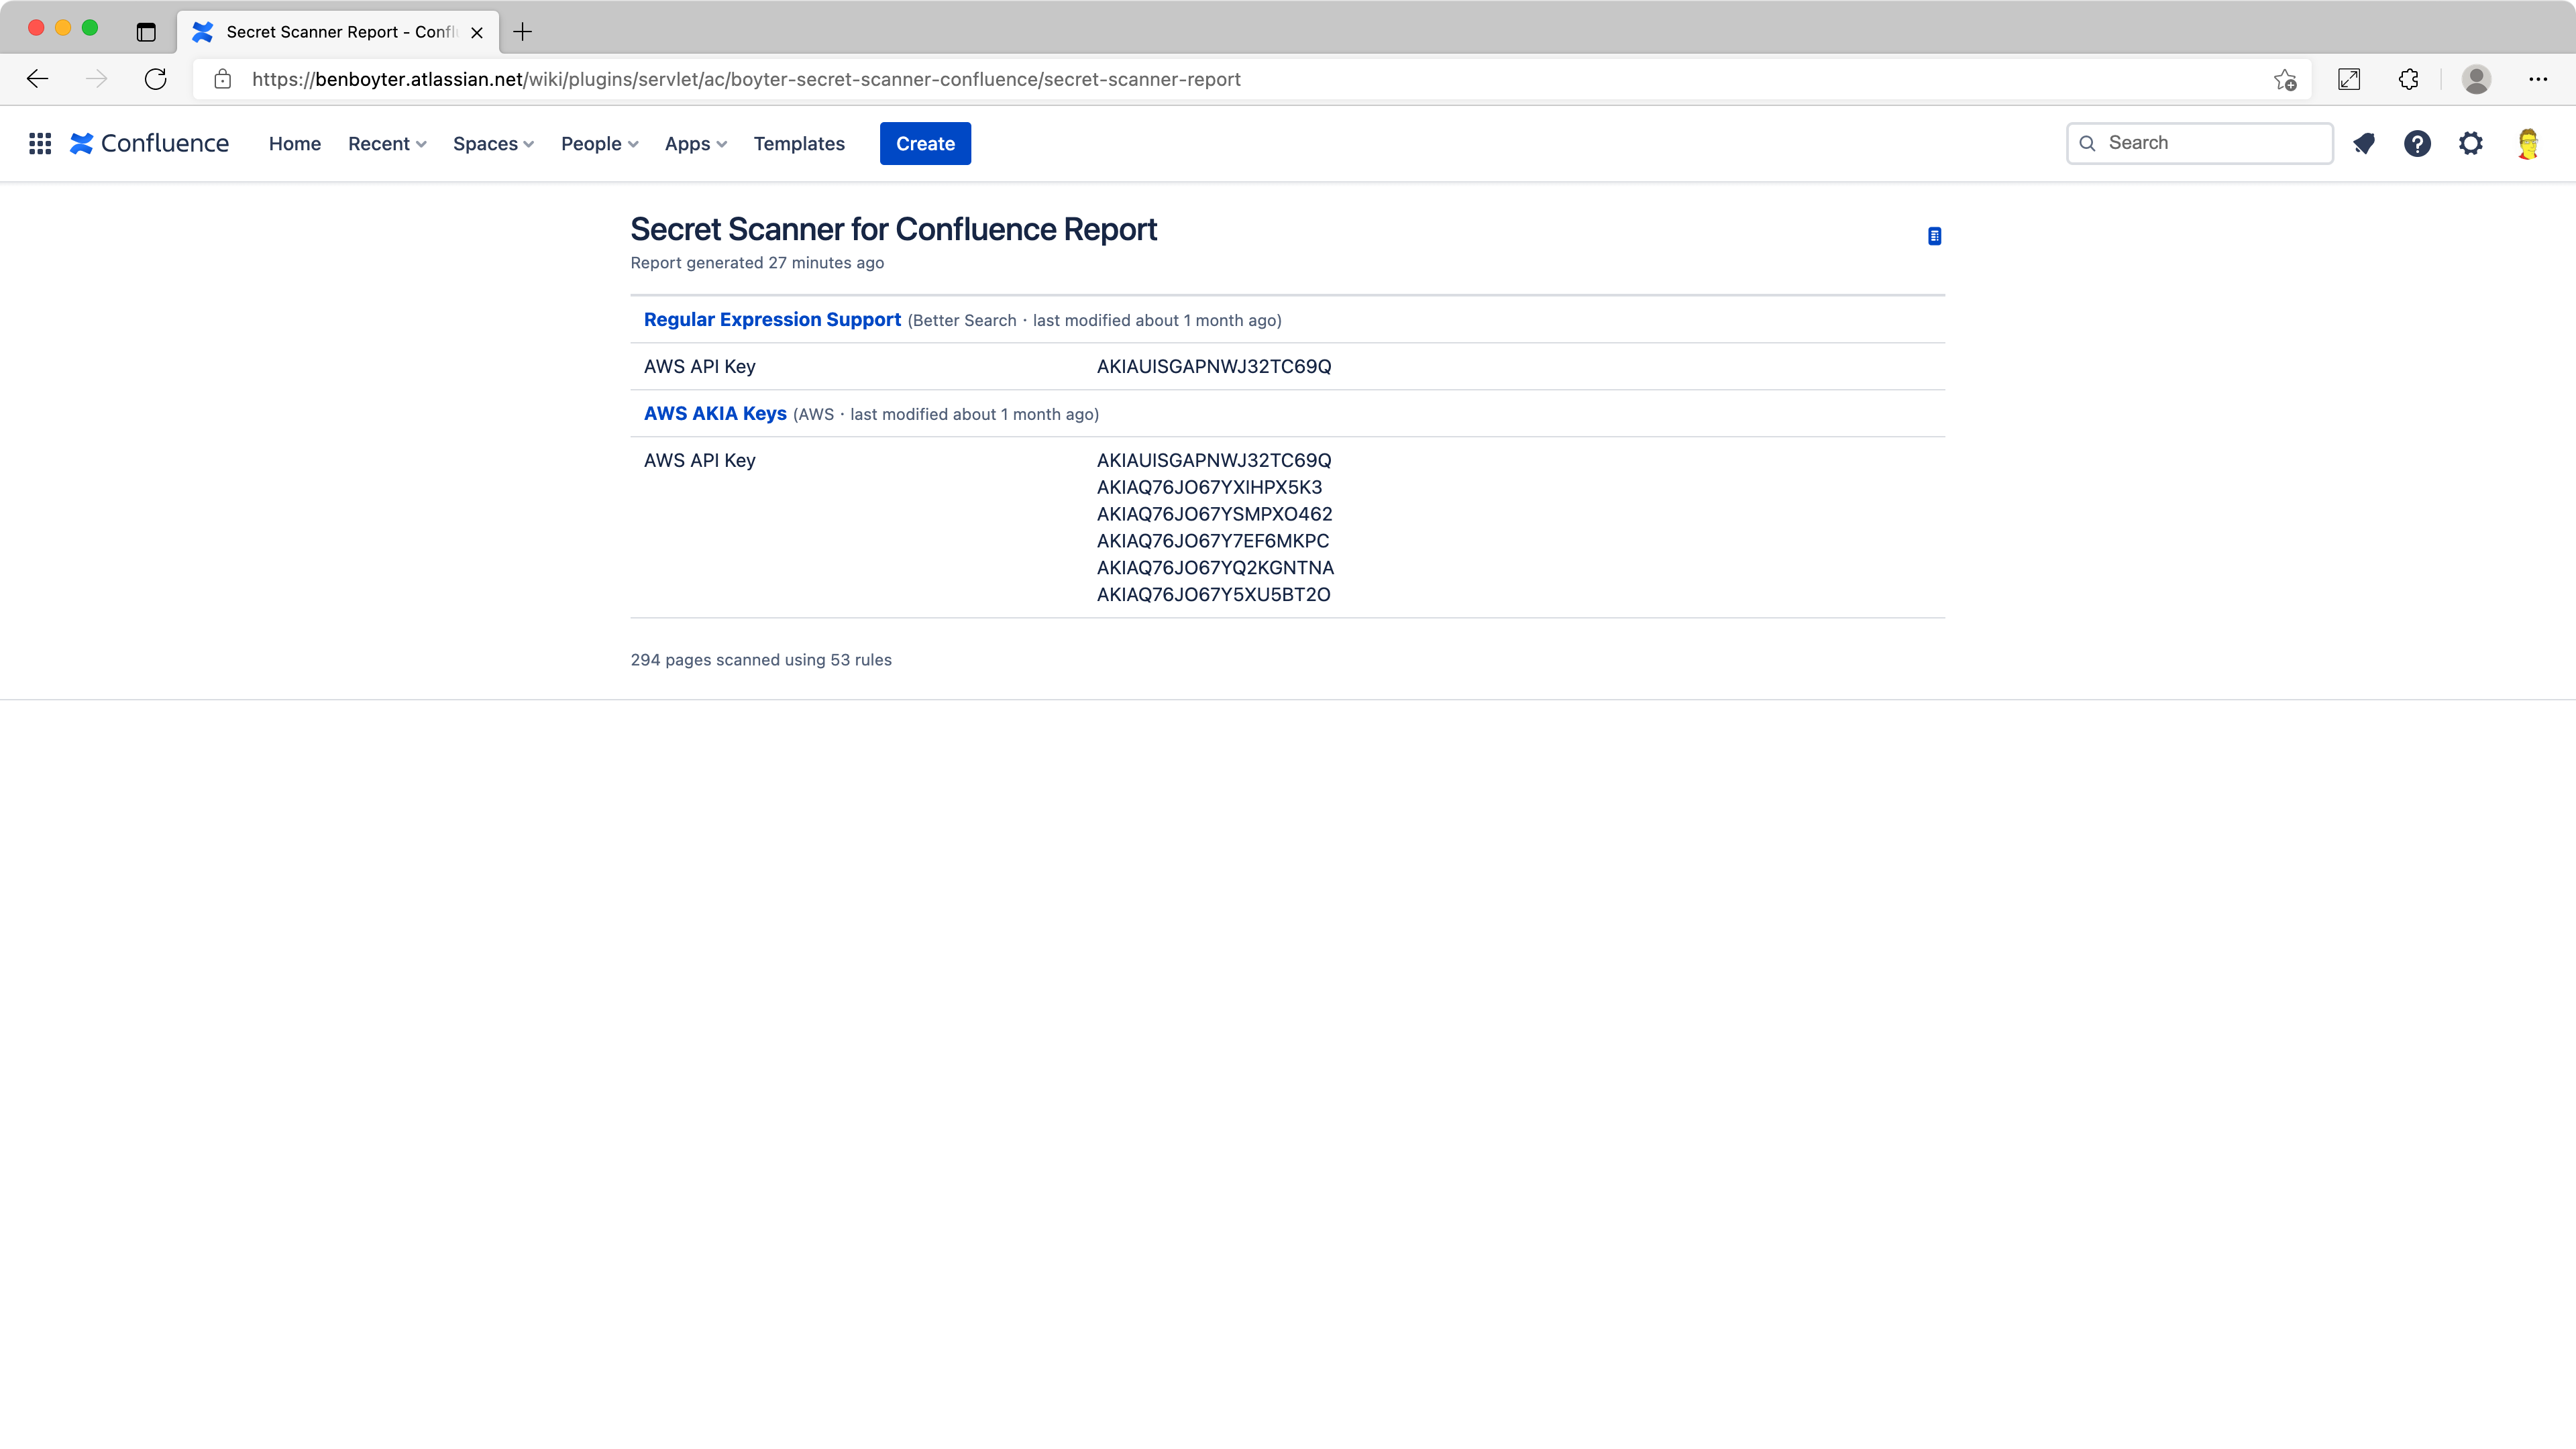 Secret Scanner Report - Confl
https://benboyter.atlassian.net/wiki/plugins/servlet/ac/boyter-secret-scanner-confluence/secret-scanner-report
Confluence Home Recent Spaces People Apps Templates Create Search
Secret Scanner for Confluence Report
Report generated 27 minutes ago
Regular Expression Support (Better Search · last modified about 1 month ago)
AWS API Key AKIAUISGAPNWJ32TC69Q
AWS AKIA Keys (AWS · last modified about 1 month ago)
AWS API Key AKIAUISGAPNWJ32TC69Q
AKIAQ76JO67YXIHPX5K3
AKIAQ76JO67YSMPXO462
AKIAQ76JO67Y7EF6MKPC
AKIAQ76JO67YQ2KGNTNA
AKIAQ76JO67Y5XU5BT2O
294 pages scanned using 53 rules